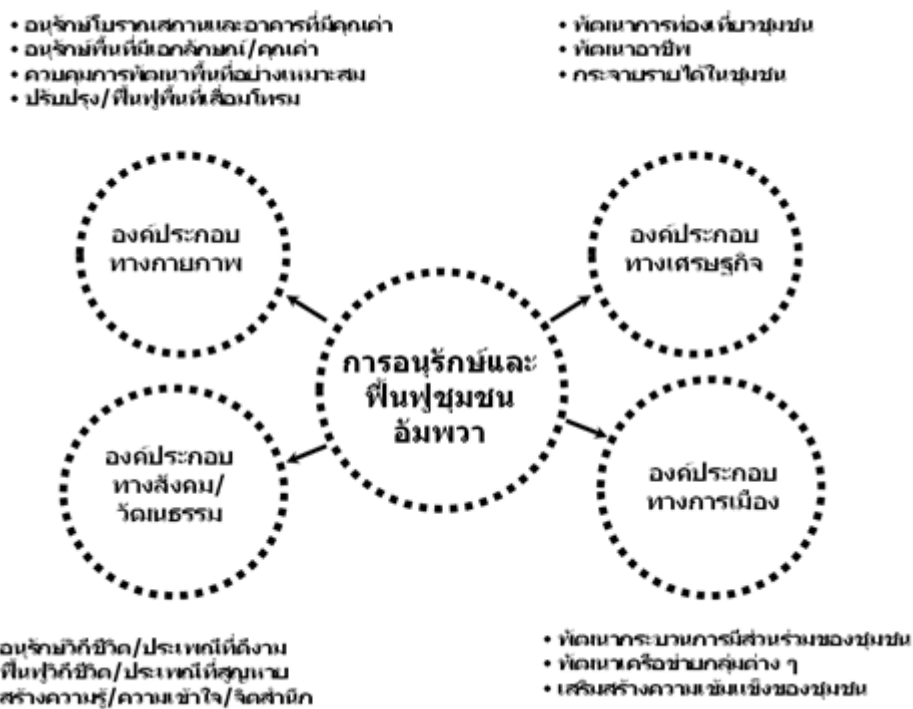 • อนุรักษ์โบราณสถานและอาคารที่มีคุณค่า
• อนุรักษ์พื้นที่มีเอกลักษณ์/คุณค่า
• ควบคุมการพัฒนาพื้นที่อย่างเหมาะสม
• ปรับปรุง/ฟื้นฟูพื้นที่เสื่อมโทรม
• พัฒนาการท่องเที่ยวชุมชน
• พัฒนาอาชีพ
• กระจายรายได้ในชุมชน
องค์ประกอบ
ทางกายภาพ
องค์ประกอบ
ทางเศรษฐกิจ
การอนุรักษ์และ
ฟื้นฟูชุมชน
อัมพวา
องค์ประกอบ
ทางสังคม/
วัฒนธรรม
องค์ประกอบ
ทางการเมือง
อนุรักษ์วิถีชีวิต/ประเพณีที่ดีงาม
ฟื้นฟูวิถีชีวิต/ประเพณีที่สูญหาย
สร้างความรู้/ความเข้าใจ/จิตสำนึก
• พัฒนากระบวนการมีส่วนร่วมของชุมชน
• พัฒนาเครือข่ายกลุ่มต่าง ๆ
• เสริมสร้างความเข้มแข็งของชุมชน